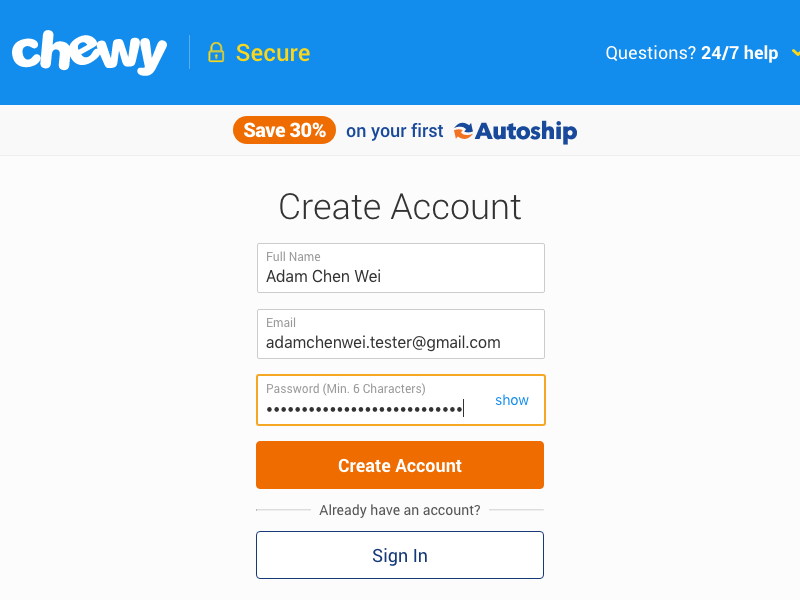 chewy
Secure
Questions? 24/7 help
Save 30% on your first Autoship
Create Account
Full Name
Adam Chen Wei
Email
adamchenwei.tester@gmail.com
Password (Min. 6 Characters)
••••••••••••••••••••••••••••
show
Create Account
Already have an account?
Sign In